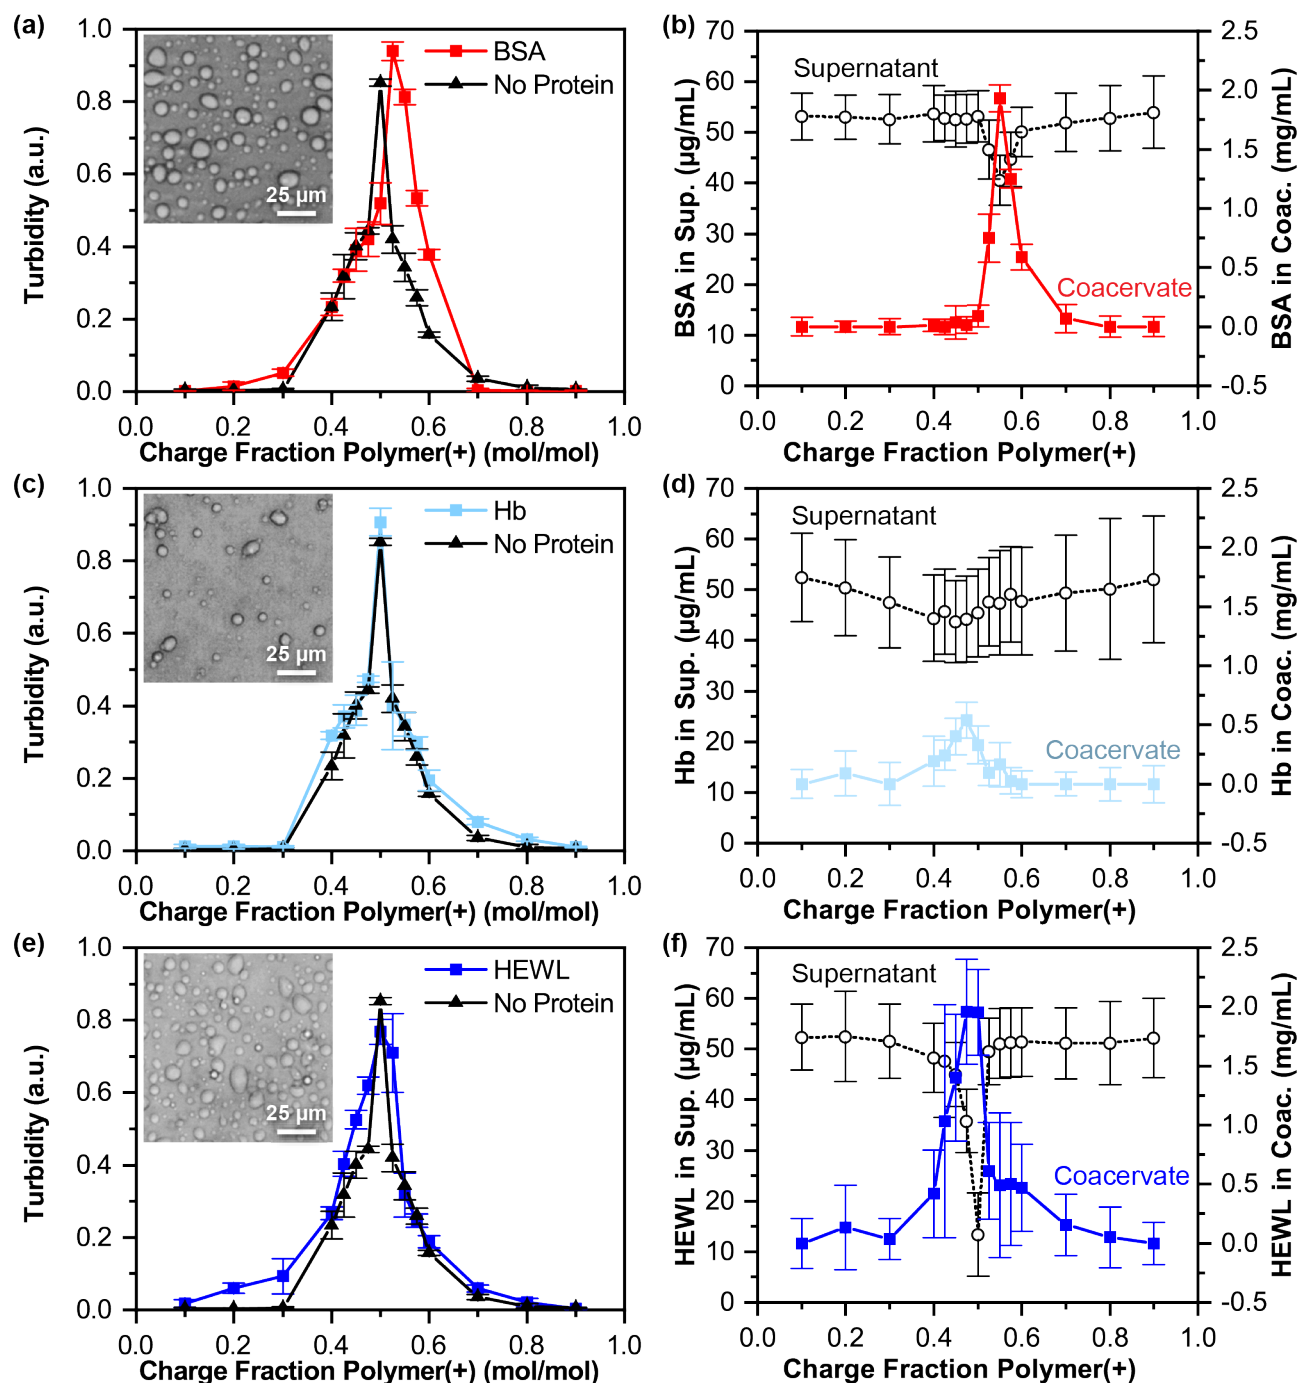 (a)
1.0
0.8
0.6
0.4
0.2
0.0
Turbidity (a.u.)
25 µm
BSA
No Protein
0.0 0.2 0.4 0.6 0.8 1.0
Charge Fraction Polymer(+) (mol/mol)
(b)
70
60
50
40
30
20
10
0
BSA in Sup. (µg/mL)
Supernatant
Coacervate
2.5
2.0
1.5
1.0
0.5
0.0
-0.5
BSA in Coac. (mg/mL)
0.0 0.2 0.4 0.6 0.8 1.0
Charge Fraction Polymer(+)
(c)
1.0
0.8
0.6
0.4
0.2
0.0
Turbidity (a.u.)
25 µm
Hb
No Protein
0.0 0.2 0.4 0.6 0.8 1.0
Charge Fraction Polymer(+) (mol/mol)
(d)
70
60
50
40
30
20
10
0
Hb in Sup. (µg/mL)
Supernatant
Coacervate
2.5
2.0
1.5
1.0
0.5
0.0
-0.5
Hb in Coac. (mg/mL)
0.0 0.2 0.4 0.6 0.8 1.0
Charge Fraction Polymer(+)
(e)
1.0
0.8
0.6
0.4
0.2
0.0
Turbidity (a.u.)
25 µm
HEWL
No Protein
0.0 0.2 0.4 0.6 0.8 1.0
Charge Fraction Polymer(+) (mol/mol)
(f)
70
60
50
40
30
20
10
0
HEWL in Sup. (µg/mL)
Supernatant
Coacervate
2.5
2.0
1.5
1.0
0.5
0.0
-0.5
HEWL in Coac. (mg/mL)
0.0 0.2 0.4 0.6 0.8 1.0
Charge Fraction Polymer(+)